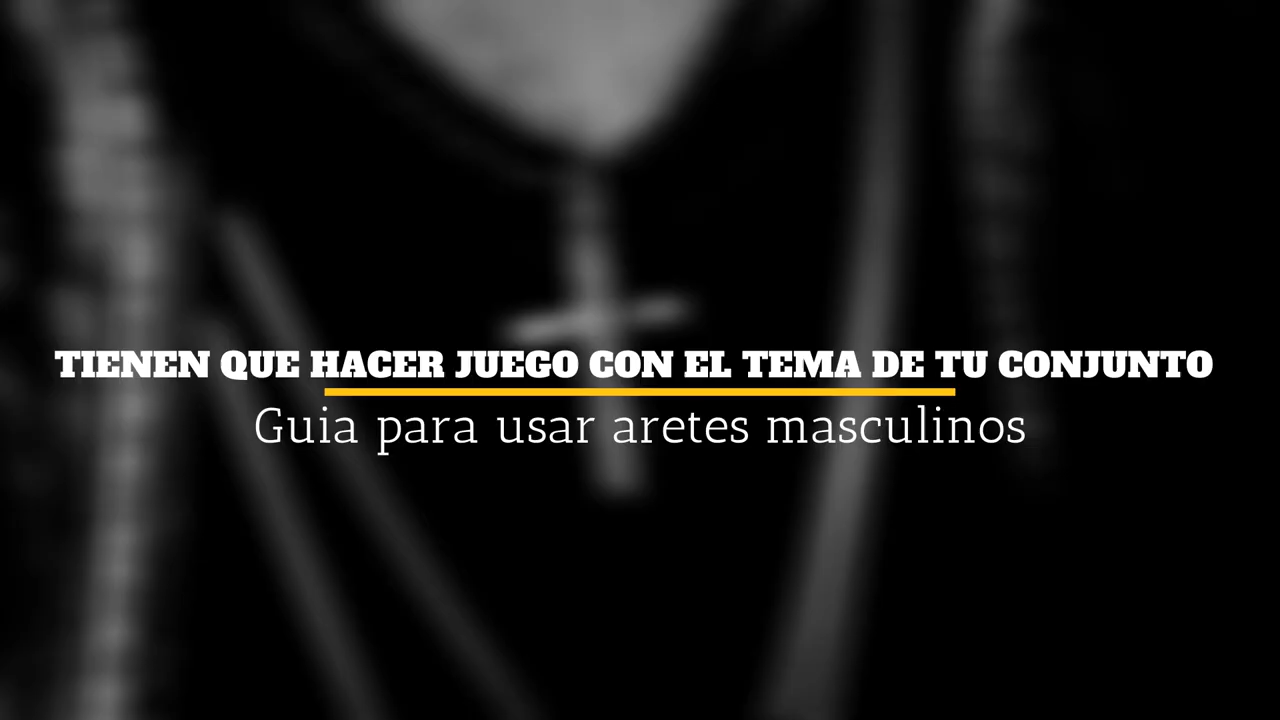 TIENEN QUE HACER JUEGO CON EL TEMA DE TU CONJUNTO
Guia para usar aretes masculinos